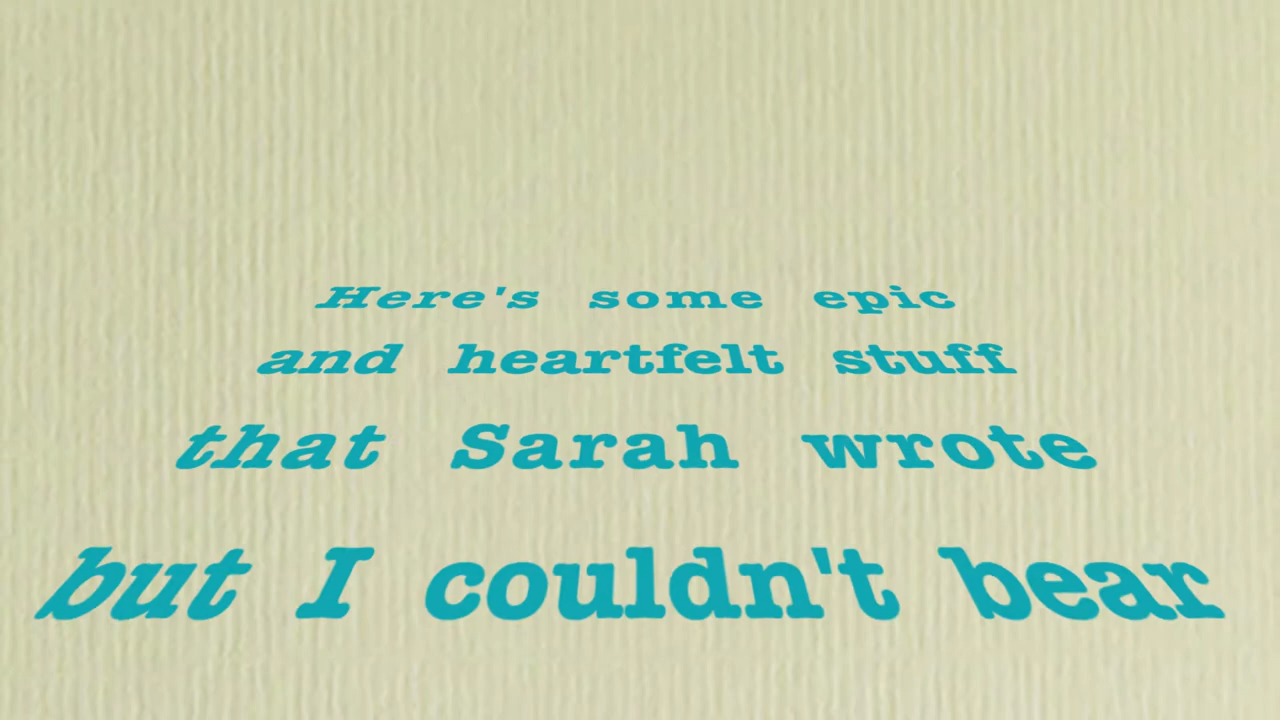 Here's some epic
and heartfelt stuff
that Sarah wrote
but I couldn't bear